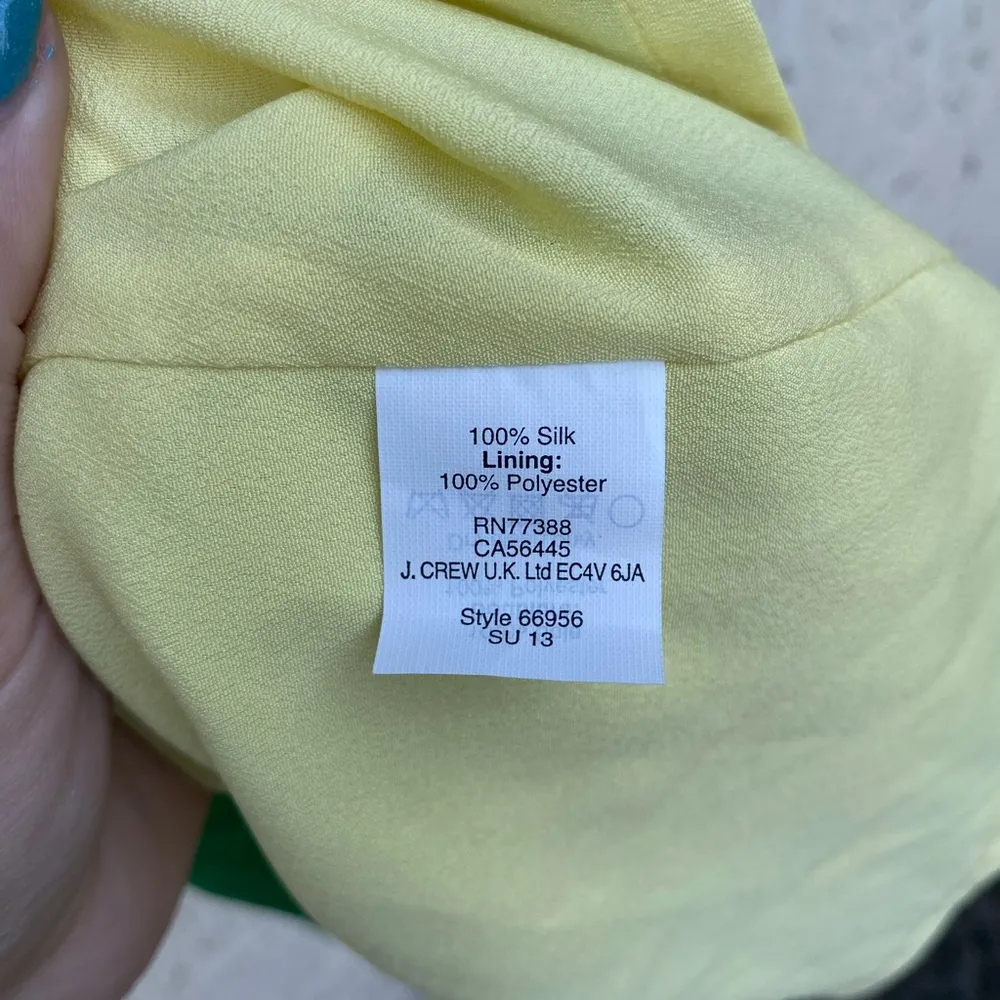 100% Silk
Lining:
100% Polyester
RN77388
CA56445
J. CREW U.K. Ltd EC4V 6JA
Style 66956
SU 13